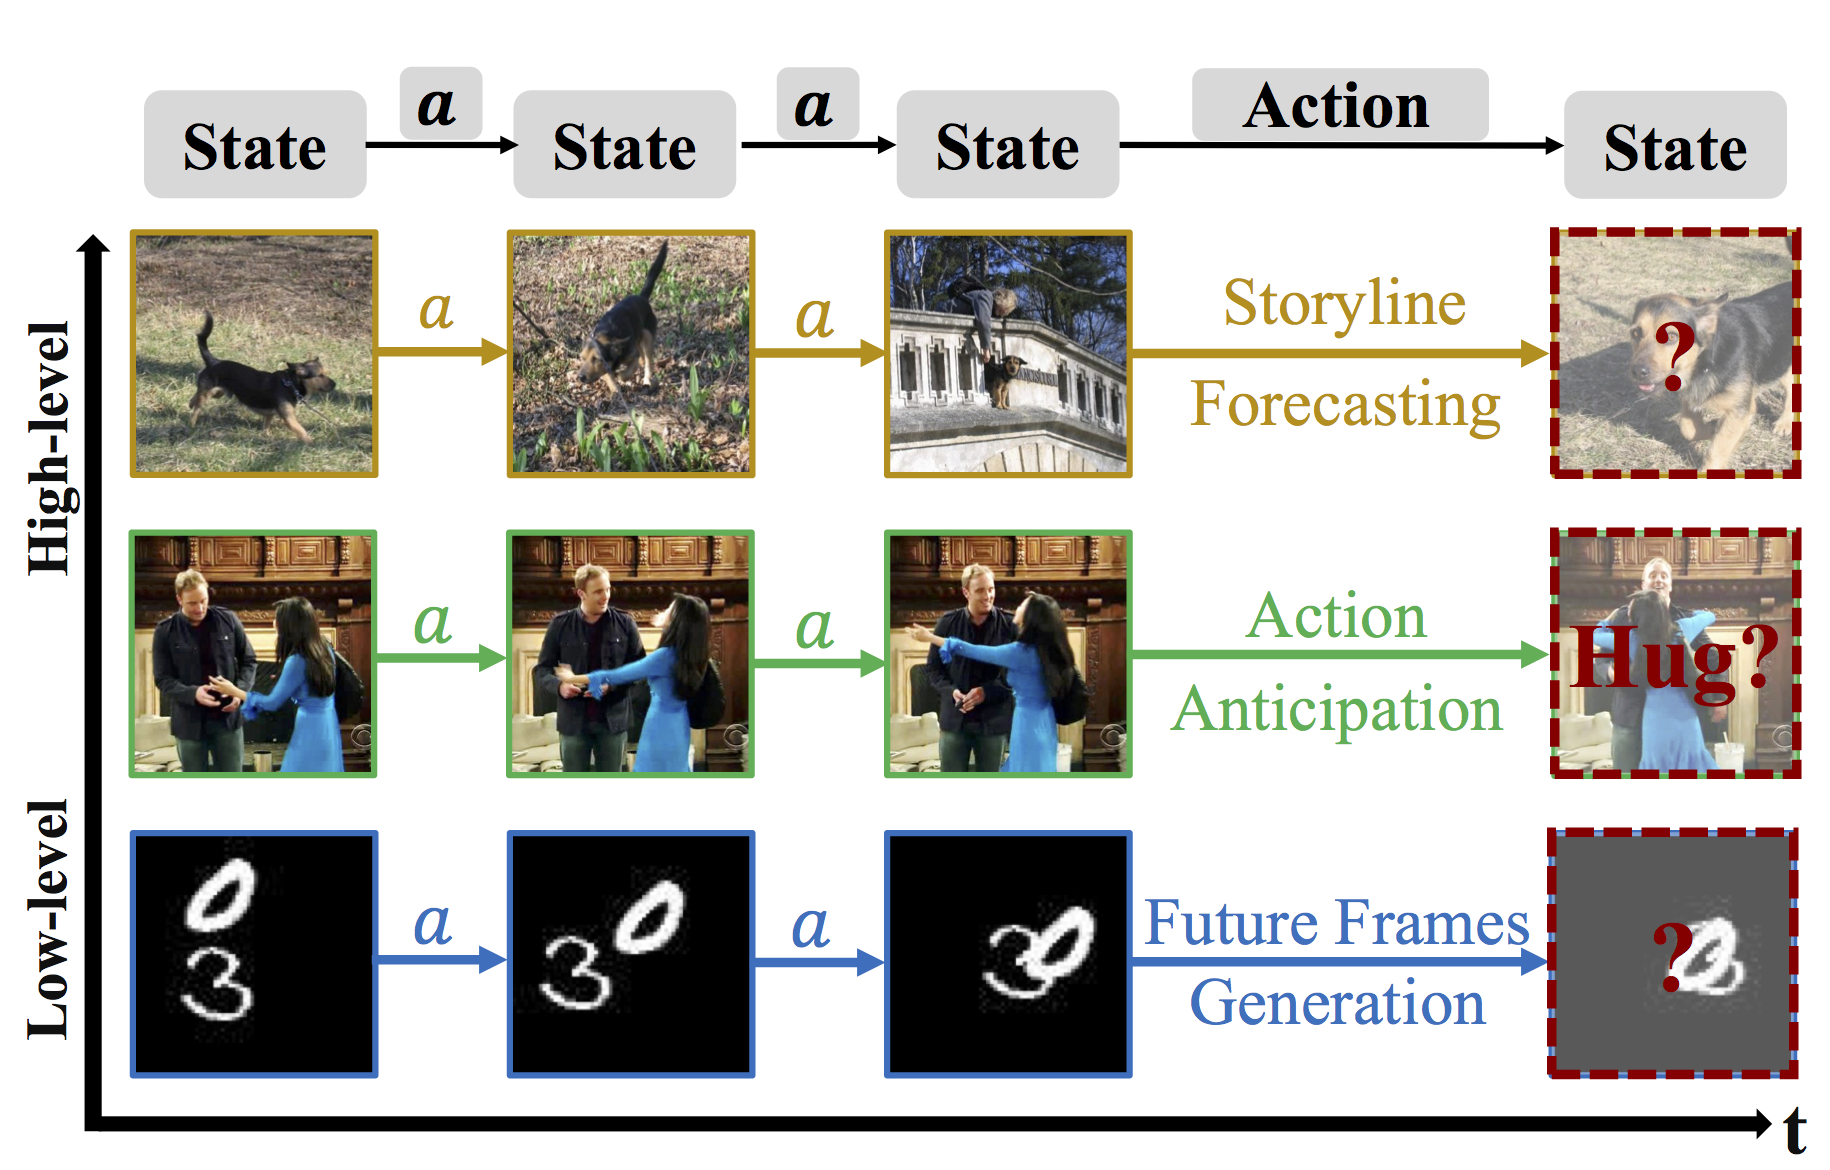 a
a
Action
State
State
State
State
High-level
a
a
Storyline
Forecasting
?
a
a
Action
Anticipation
Hug?
Low-level
a
a
Future Frames
Generation
?
t